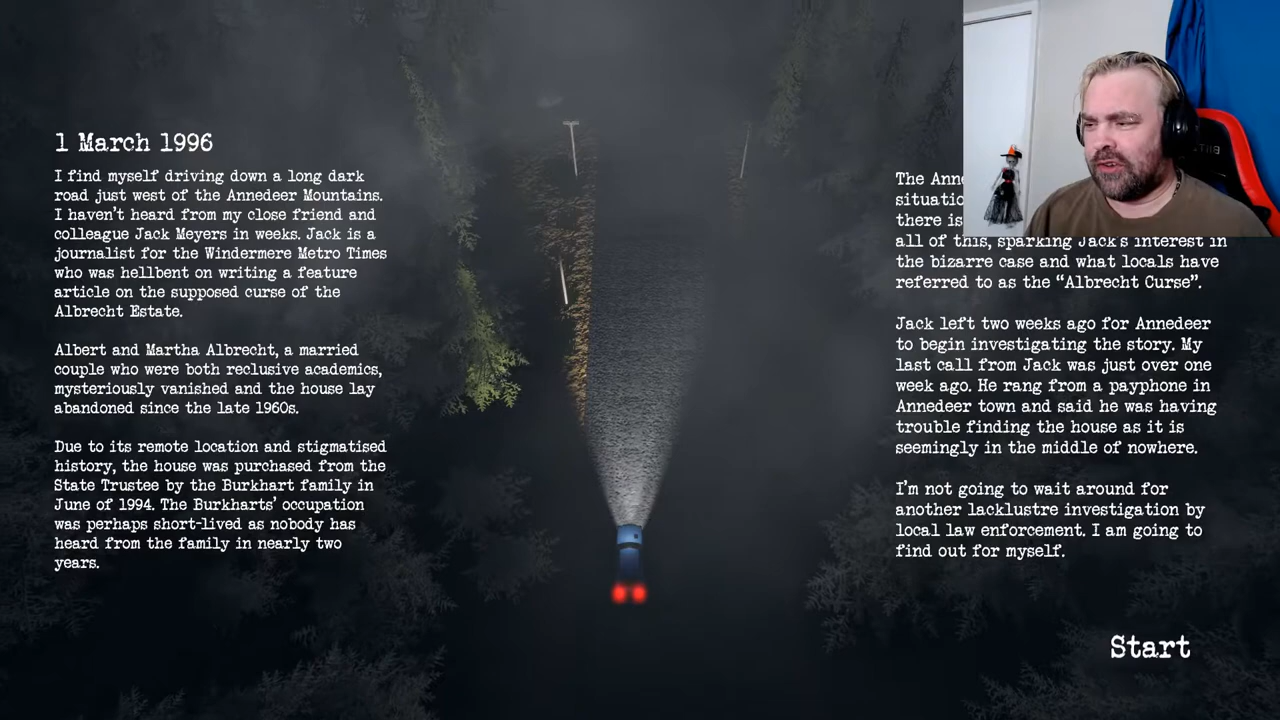 1 March 1996
I find myself driving down a long dark
road just west of the Annedeer Mountains.
I haven't heard from my close friend and
colleague Jack Meyers in weeks. Jack is a
journalist for the Windermere Metro Times
who was hellbent on writing a feature
article on the supposed curse of the
Albrecht Estate.
Albert and Martha Albrecht, a married
couple who were both reclusive academics,
mysteriously vanished and the house lay
abandoned since the late 1960s.
Due to its remote location and stigmatised
history, the house was purchased from the
State Trustee by the Burkhart family in
June of 1994. The Burkharts' occupation
was perhaps short-lived as nobody has
heard from the family in nearly two
years.
The
there is
all of this, sparking Jack's interest in
the bizarre case and what locals have
referred to as the “Albrecht Curse”.
Jack left two weeks ago for Annedeer
to begin investigating the story. My
last call from Jack was just over one
week ago. He rang from a payphone in
Annedeer town and said he was having
trouble finding the house as it is
seemingly in the middle of nowhere.
I'm not going to wait around for
another lacklustre investigation by
local law enforcement. I am going to
find out for myself.
Start